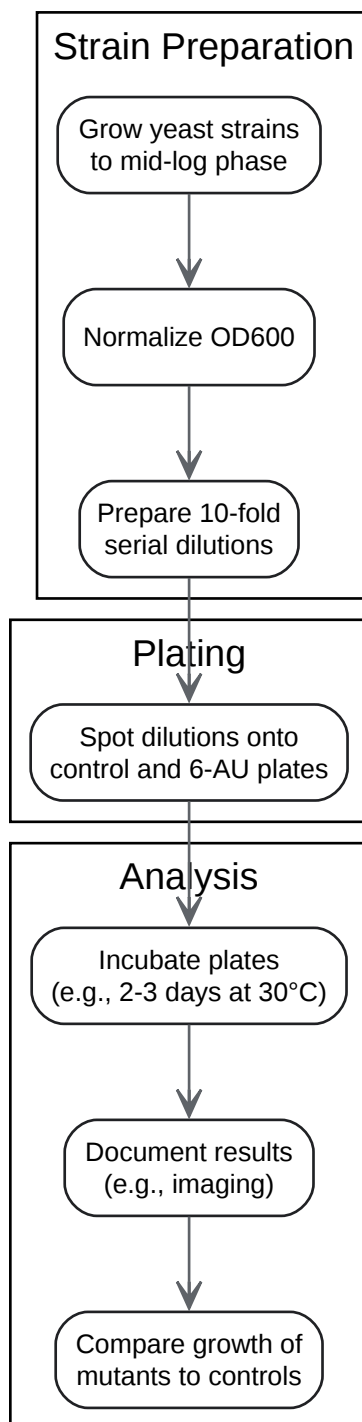 Strain Preparation
Grow yeast strains
to mid-log phase
Normalize OD600
Prepare 10-fold
serial dilutions
Plating
Spot dilutions onto
control and 6-AU plates
Analysis
Incubate plates
(e.g., 2-3 days at 30°C)
Document results
(e.g., imaging)
Compare growth of
mutants to controls